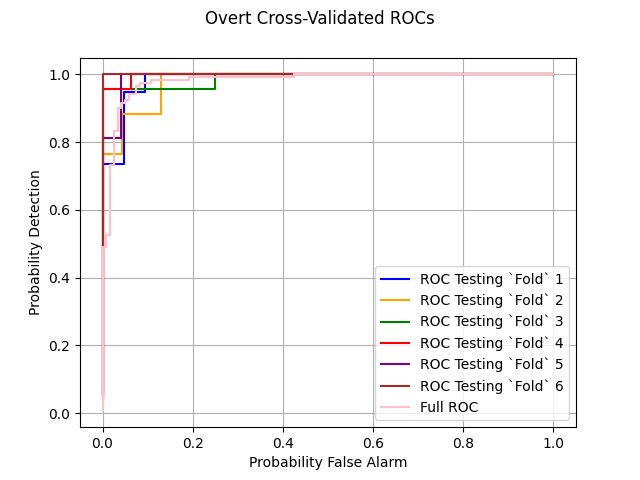 Overt Cross-Validated ROCs
1.0
0.8
0.6
0.4
0.2
0.0
Probability Detection
ROC Testing `Fold` 1
ROC Testing `Fold` 2
ROC Testing `Fold` 3
ROC Testing `Fold` 4
ROC Testing `Fold` 5
ROC Testing `Fold` 6
Full ROC
0.0 0.2 0.4 0.6 0.8 1.0
Probability False Alarm